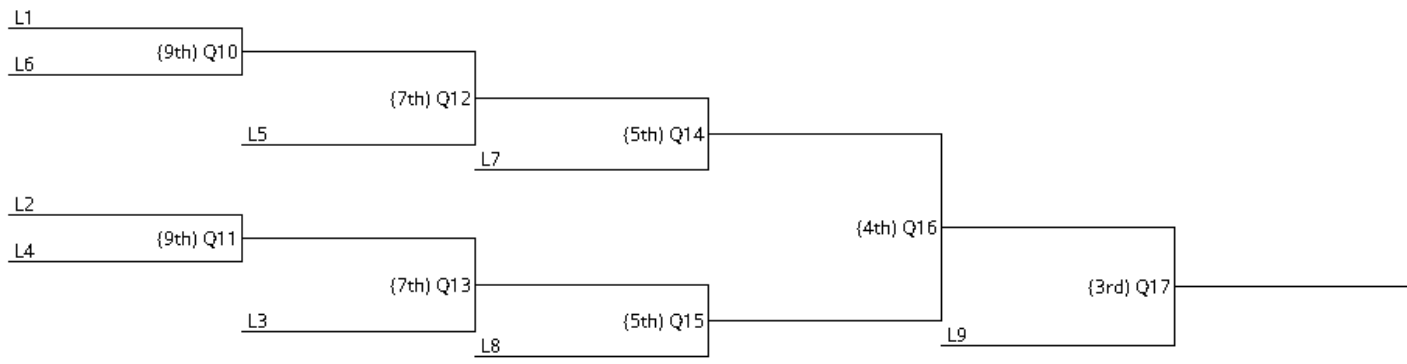 L1
{9th) Q10
L6
{7th) Q12
L5
{5th) Q14
L7
L2
{9th) Q11
L4
{4th) Q16
{7th) Q13
{3rd) Q17
L3
{5th) Q15
L9
L8